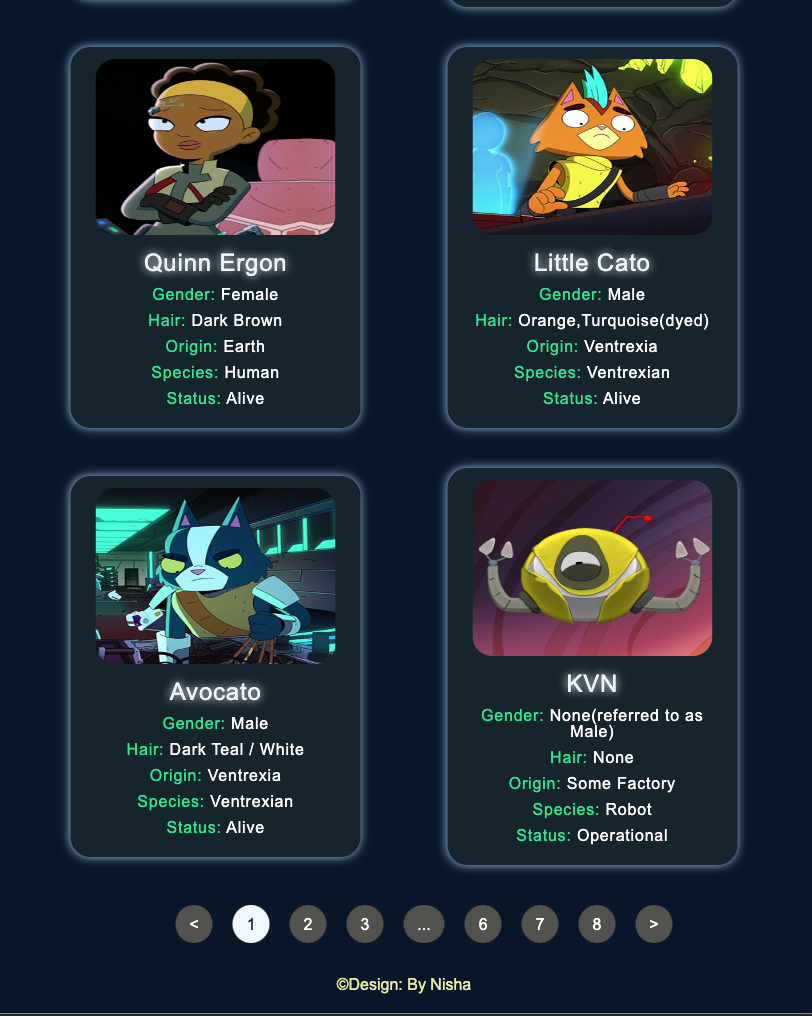 Quinn Ergon
Gender: Female
Hair: Dark Brown
Origin: Earth
Species: Human
Status: Alive
Little Cato
Gender: Male
Hair: Orange,Turquoise(dyed)
Origin: Ventrexia
Species: Ventrexian
Status: Alive
Avocato
Gender: Male
Hair: Dark Teal / White
Origin: Ventrexia
Species: Ventrexian
Status: Alive
KVN
Gender: None(referred to as
Male)
Hair: None
Origin: Some Factory
Species: Robot
Status: Operational
< 1 2 3 ... 6 7 8 >
©Design: By Nisha